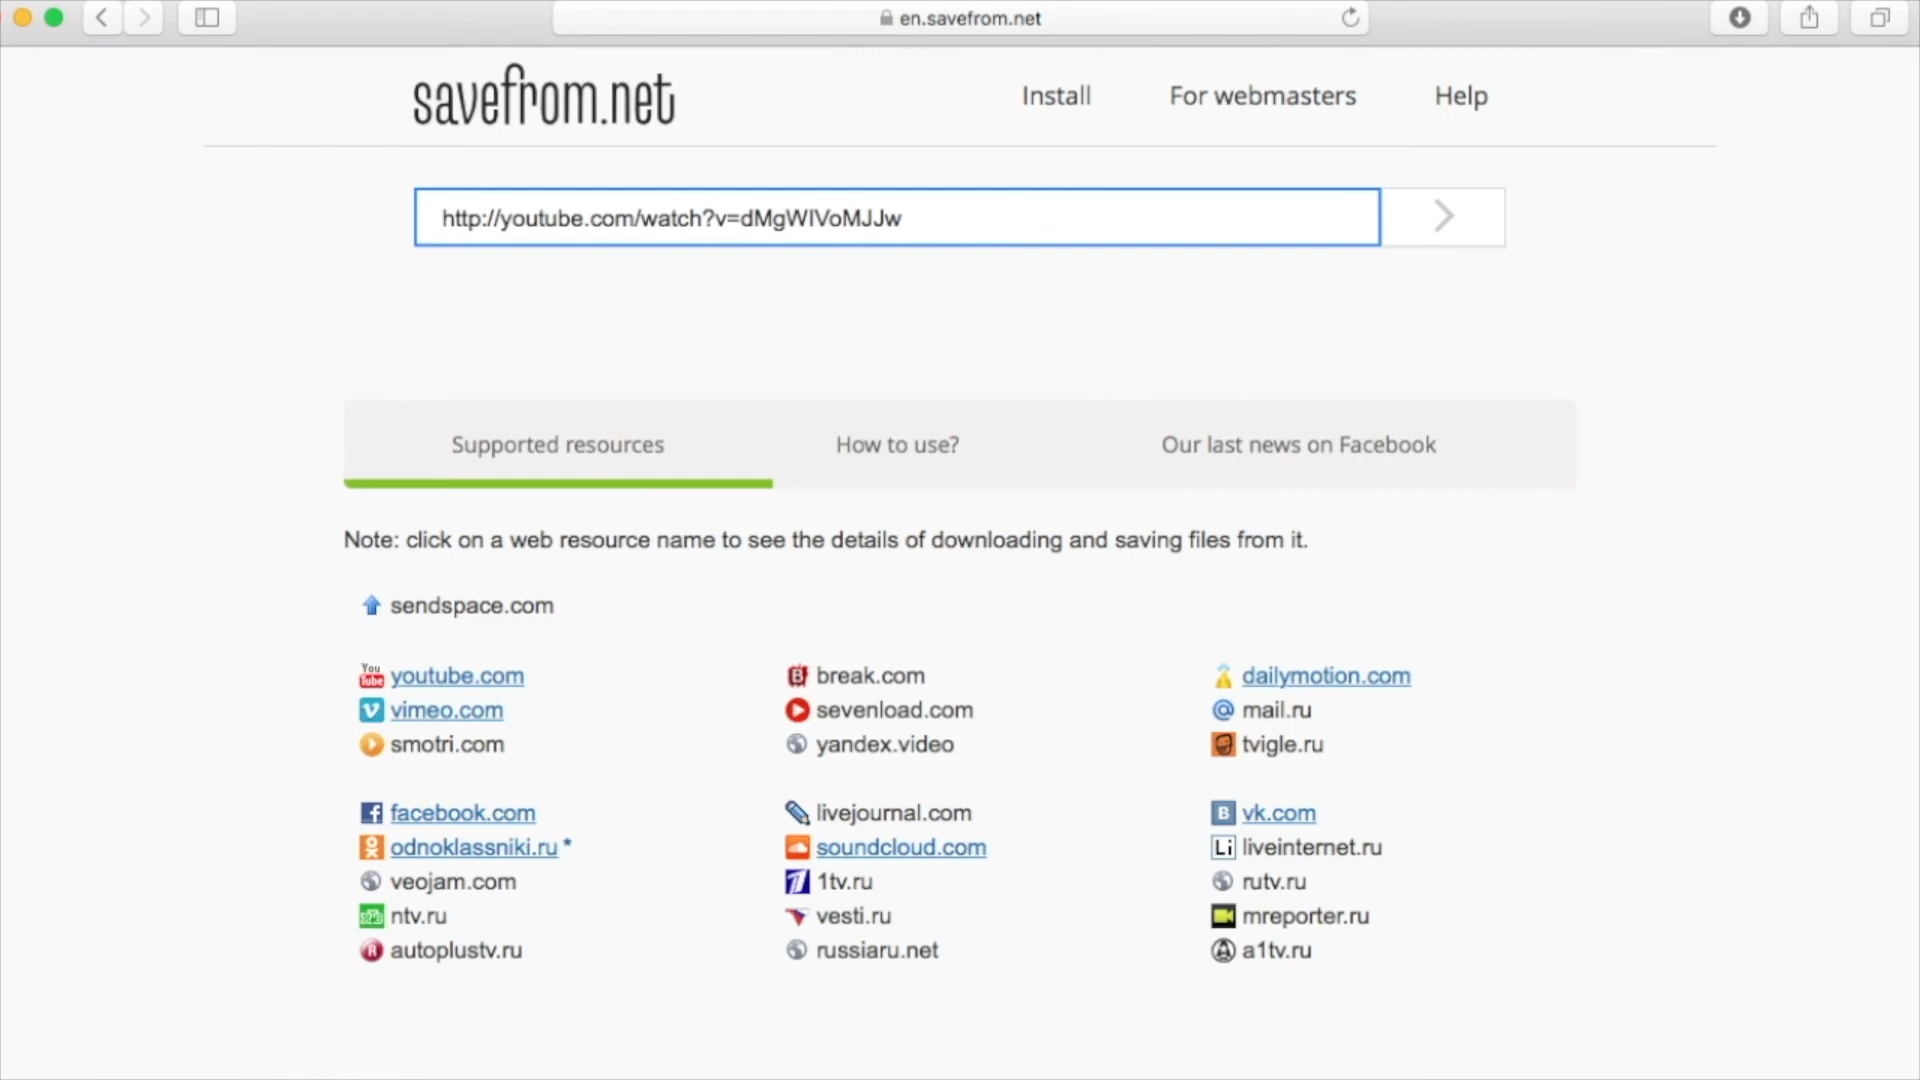 en.savefrom.net
savefrom.net
Install
For webmasters
Help
http://youtube.com/watch?v=dMgWIVoMJJw
Supported resources
How to use?
Our last news on Facebook
Note: click on a web resource name to see the details of downloading and saving files from it.
sendspace.com
You Tube youtube.com
break.com
dailymotion.com
vimeo.com
sevenload.com
mail.ru
smotri.com
yandex.video
tvigle.ru
facebook.com
livejournal.com
vk.com
odnoklassniki.ru *
soundcloud.com
Li liveinternet.ru
veojam.com
1tv.ru
rutv.ru
ntv.ru
vesti.ru
mreporter.ru
autoplustv.ru
russiaru.net
a1tv.ru